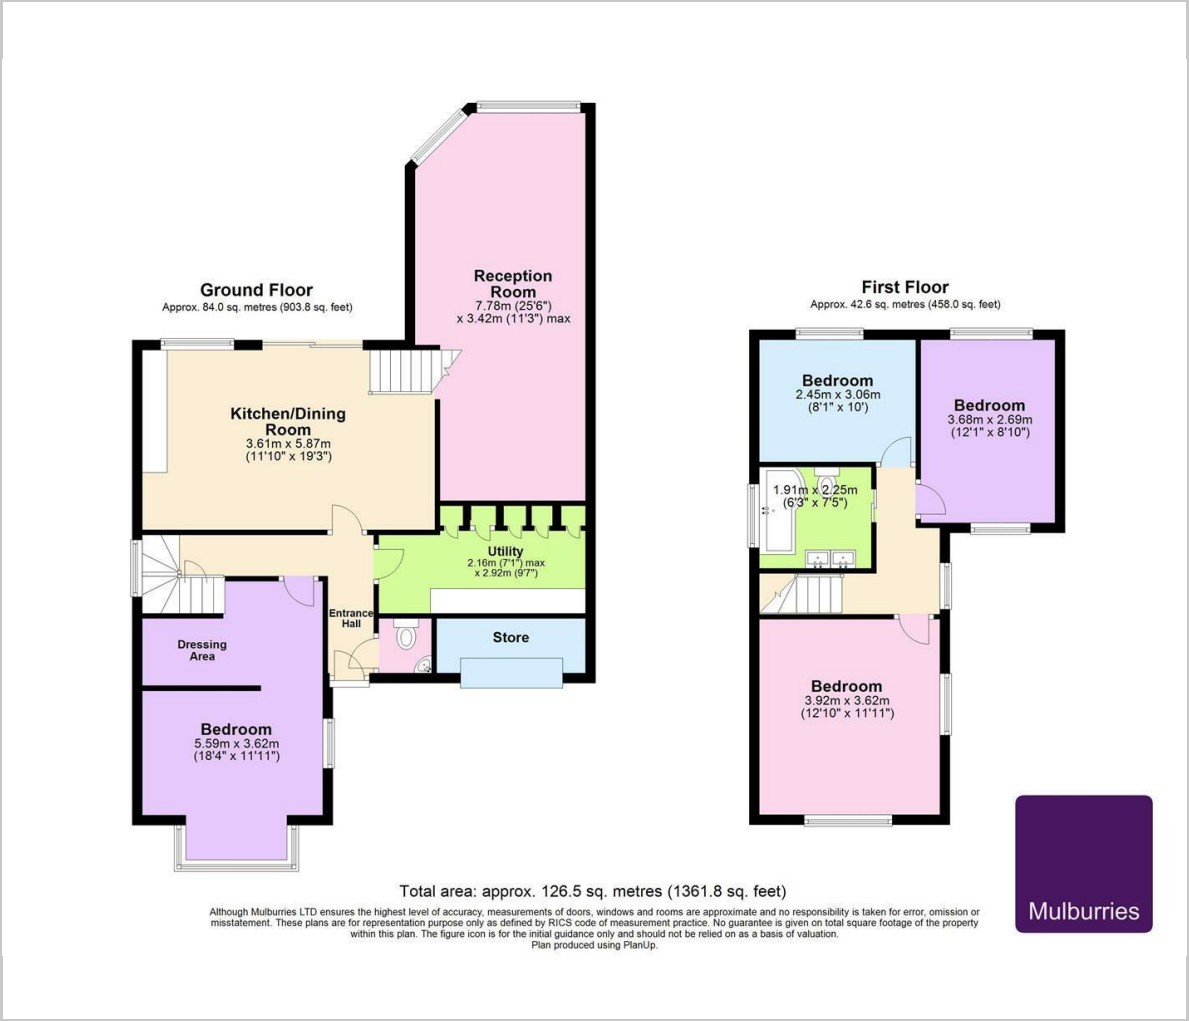 Ground Floor
Approx. 84.0 sq. metres (903.8 sq. feet)
Reception
Room
7.78m (25'6")
x 3.42m (11'3") max
Kitchen/Dining
Room
3.61m x 5.87m
(11'10" x 19'3")
Utility
2.16m (7'1") max
x 2.92m (9'7")
Entrance
Hall
Store
Dressing
Area
Bedroom
5.59m x 3.62m
(18'4" x 11'11")
First Floor
Approx. 42.6 sq. metres (458.0 sq. feet)
Bedroom
2.45m x 3.06m
(8'1" x 10')
Bedroom
3.68m x 2.69m
(12'1" x 8'10")
1.91m x 2.25m
(6'3" x 7'5")
Bedroom
3.92m x 3.62m
(12'10" x 11'11")
Total area: approx. 126.5 sq. metres (1361.8 sq. feet)
Although Mulburries LTD ensures the highest level of accuracy, measurements of doors, windows and rooms are approximate and no responsibility is taken for error, omission or
misstatement. These plans are for representation purpose only as defined by RICS code of measurement practice. No guarantee is given on total square footage of the property
within this plan. The figure icon is for the initial guidance only and should not be relied on as a basis of valuation.
Plan produced using PlanUp.
Mulburries